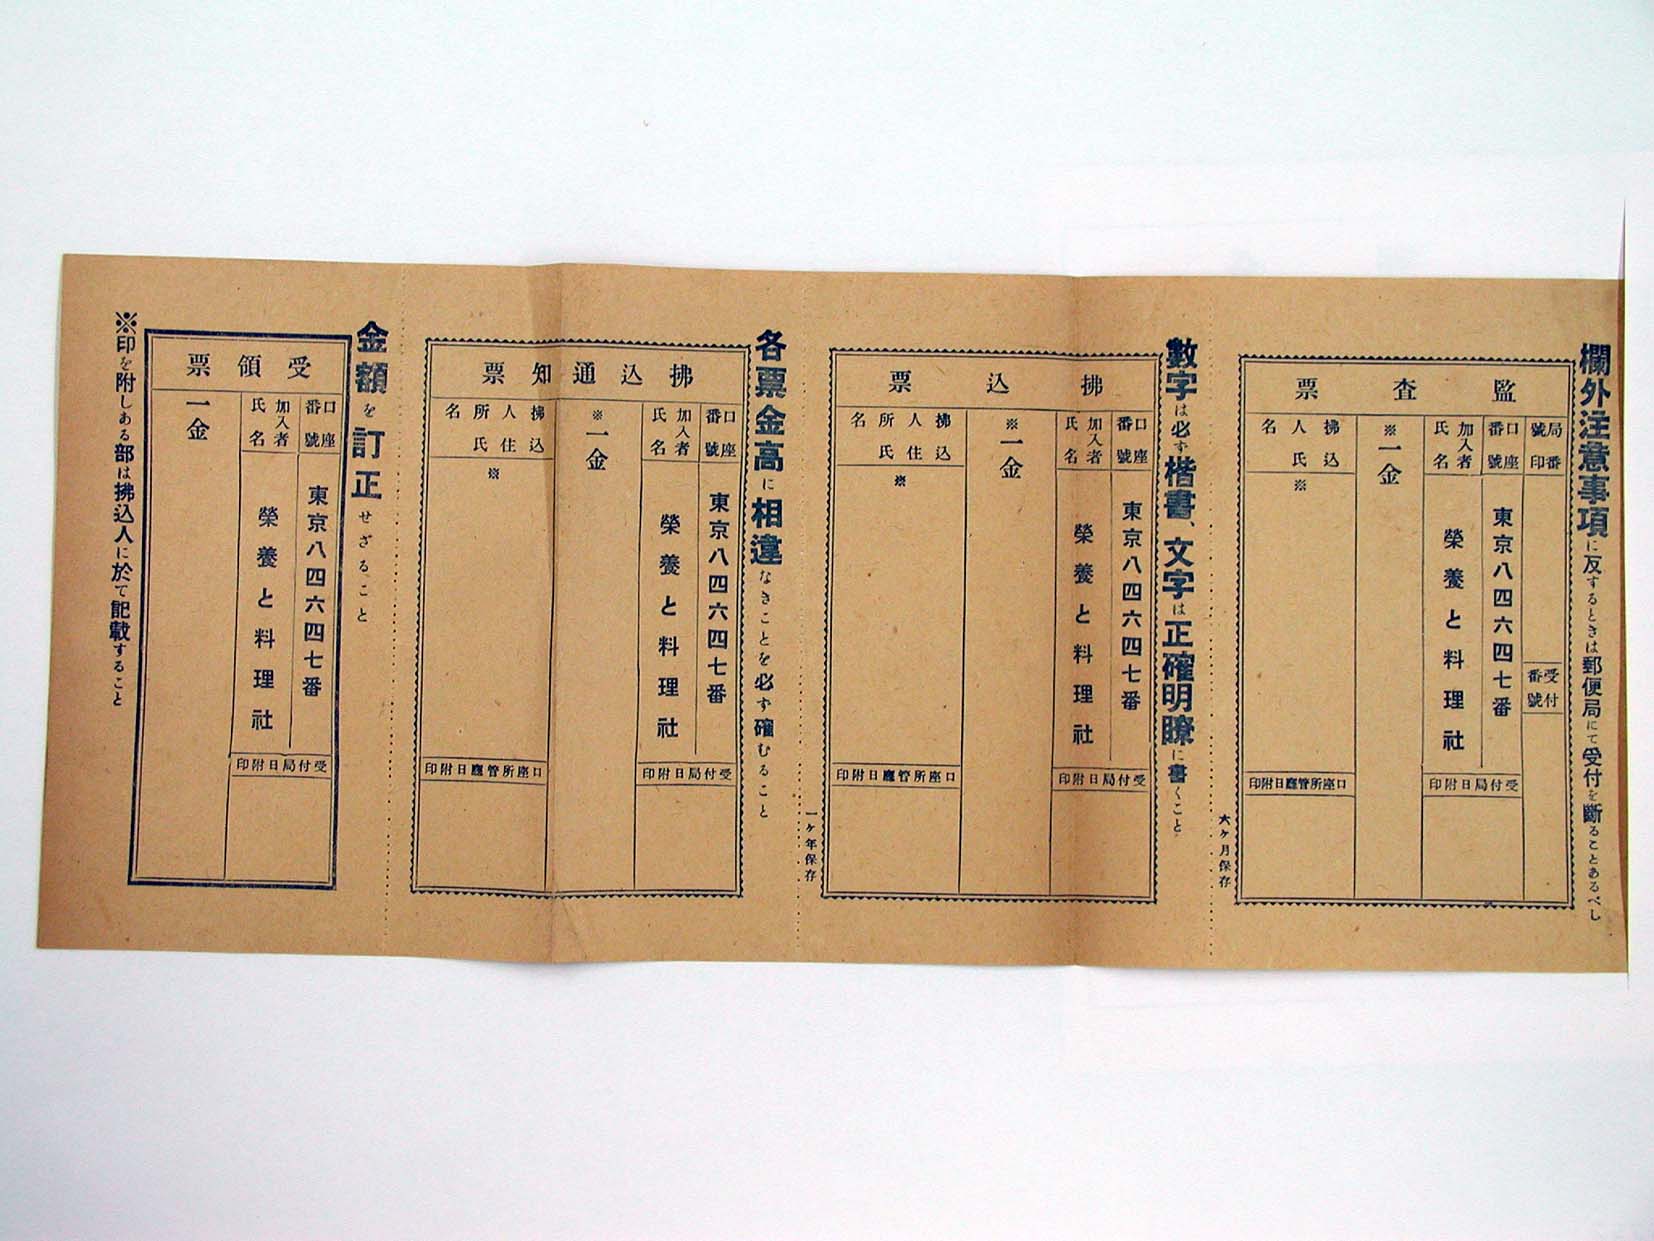 欄外注意事項に反するときは郵便局にて受付を斷ることあるべし
監査票
局番號印
受付番號
口座番號
東京八四六四七番
加入者氏名
榮養と料理社
受付局日附印
※一金
拂込人氏名
※
口座所管廳日附印
六ヶ月保存
數字は必ず楷書、文字は正確明瞭に書くこと
拂込票
口座番號
東京八四六四七番
加入者氏名
榮養と料理社
受付局日附印
※一金
拂込人住所氏名
※
口座所管廳日附印
一ヶ年保存
各票金高に相違なきことを必ず確むること
拂込通知票
口座番號
東京八四六四七番
加入者氏名
榮養と料理社
受付局日附印
※一金
拂込人住所氏名
※
口座所管廳日附印
金額を訂正せざること
受領票
口座番號
東京八四六四七番
加入者氏名
榮養と料理社
受付局日附印
一金
※印を附しある部は拂込人に於て記載すること